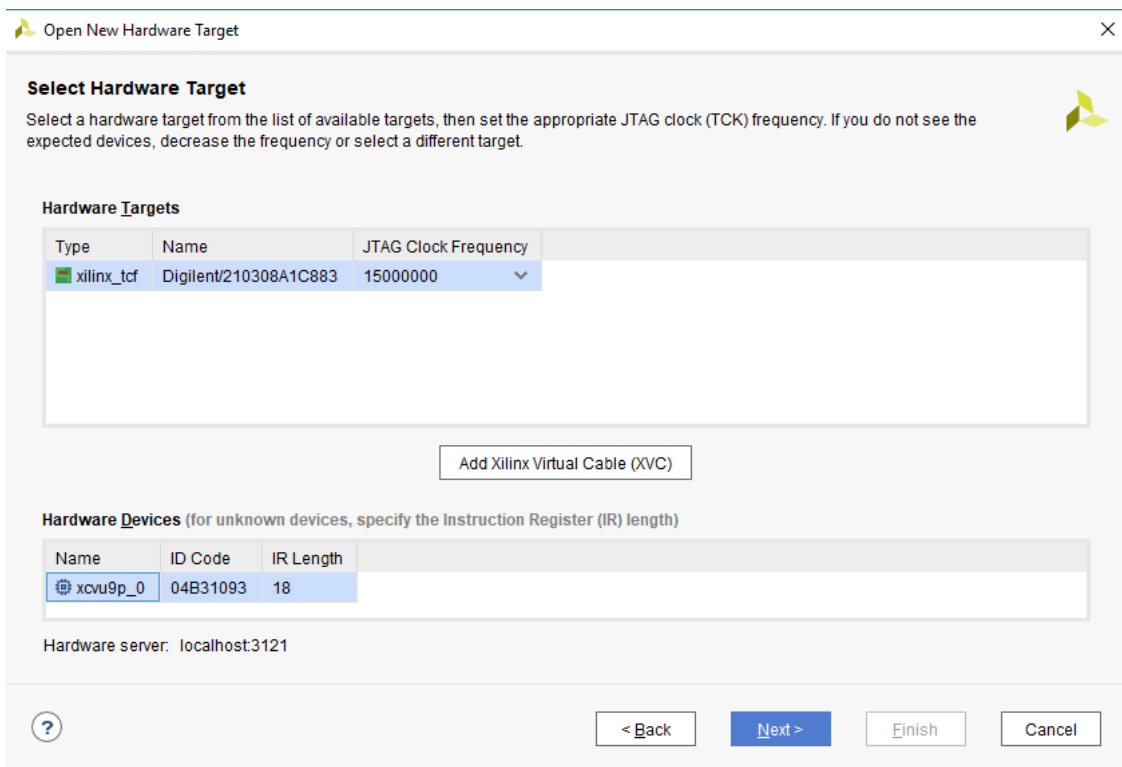 Open New Hardware Target
Select Hardware Target
Select a hardware target from the list of available targets, then set the appropriate JTAG clock (TCK) frequency. If you do not see the
expected devices, decrease the frequency or select a different target.
Hardware Targets
Type Name JTAG Clock Frequency
xilinx_tcf Digilent/210308A1C883 15000000
Add Xilinx Virtual Cable (XVC)
Hardware Devices (for unknown devices, specify the Instruction Register (IR) length)
Name ID Code IR Length
xcvu9p_0 04B31093 18
Hardware server: localhost:3121
? < Back Next > Finish Cancel